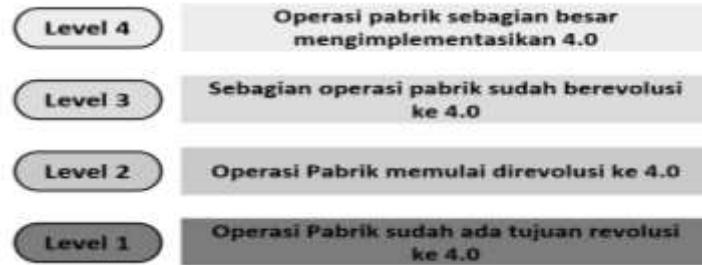 Level 4
Operasi pabrik sebagian besar
mengimplementasikan 4.0
Level 3
Sebagian operasi pabrik sudah berevolusi
ke 4.0
Level 2
Operasi Pabrik memulai direvolusi ke 4.0
Level 1
Operasi Pabrik sudah ada tujuan revolusi
ke 4.0